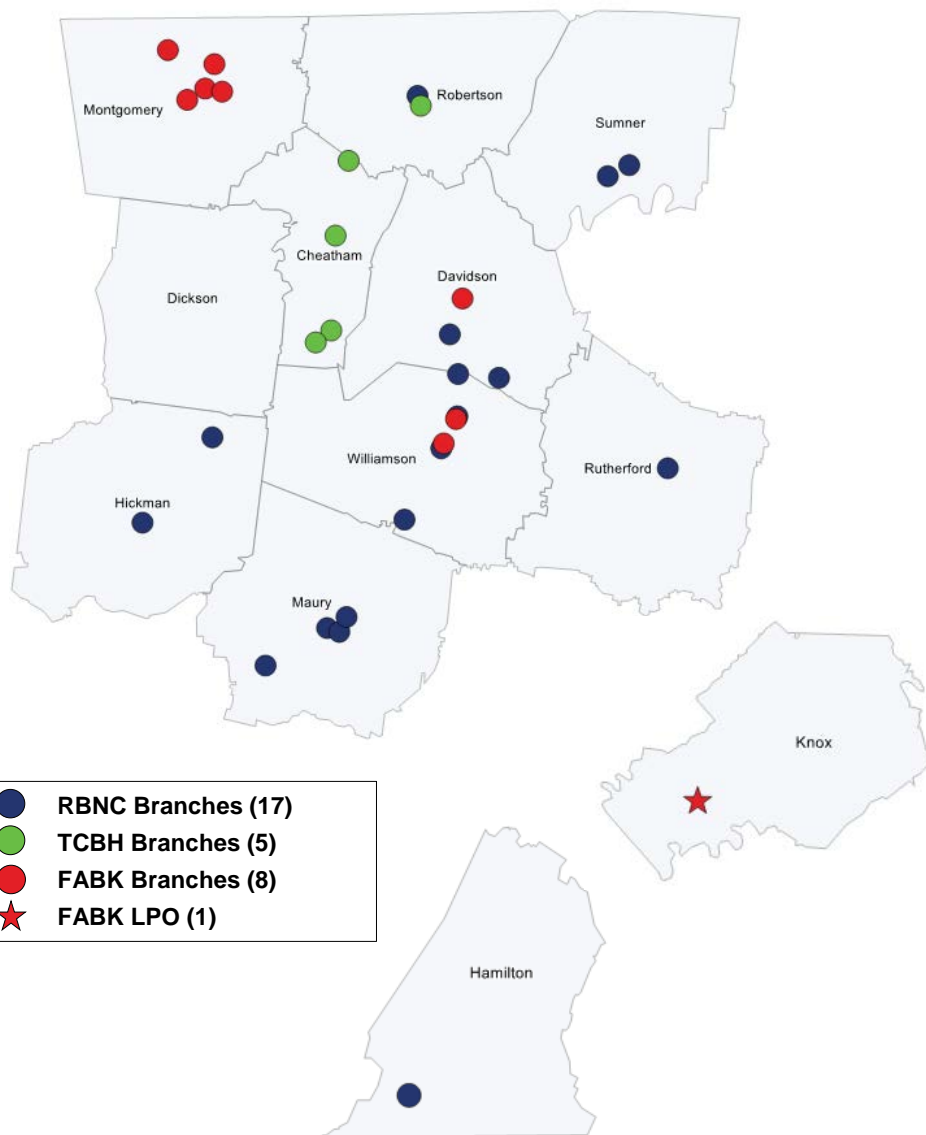 Montgomery
Robertson
Sumner
Cheatham
Davidson
Dickson
Williamson
Rutherford
Hickman
Maury
Knox
RBNC Branches (17)
TCBH Branches (5)
FABK Branches (8)
FABK LPO (1)
Hamilton